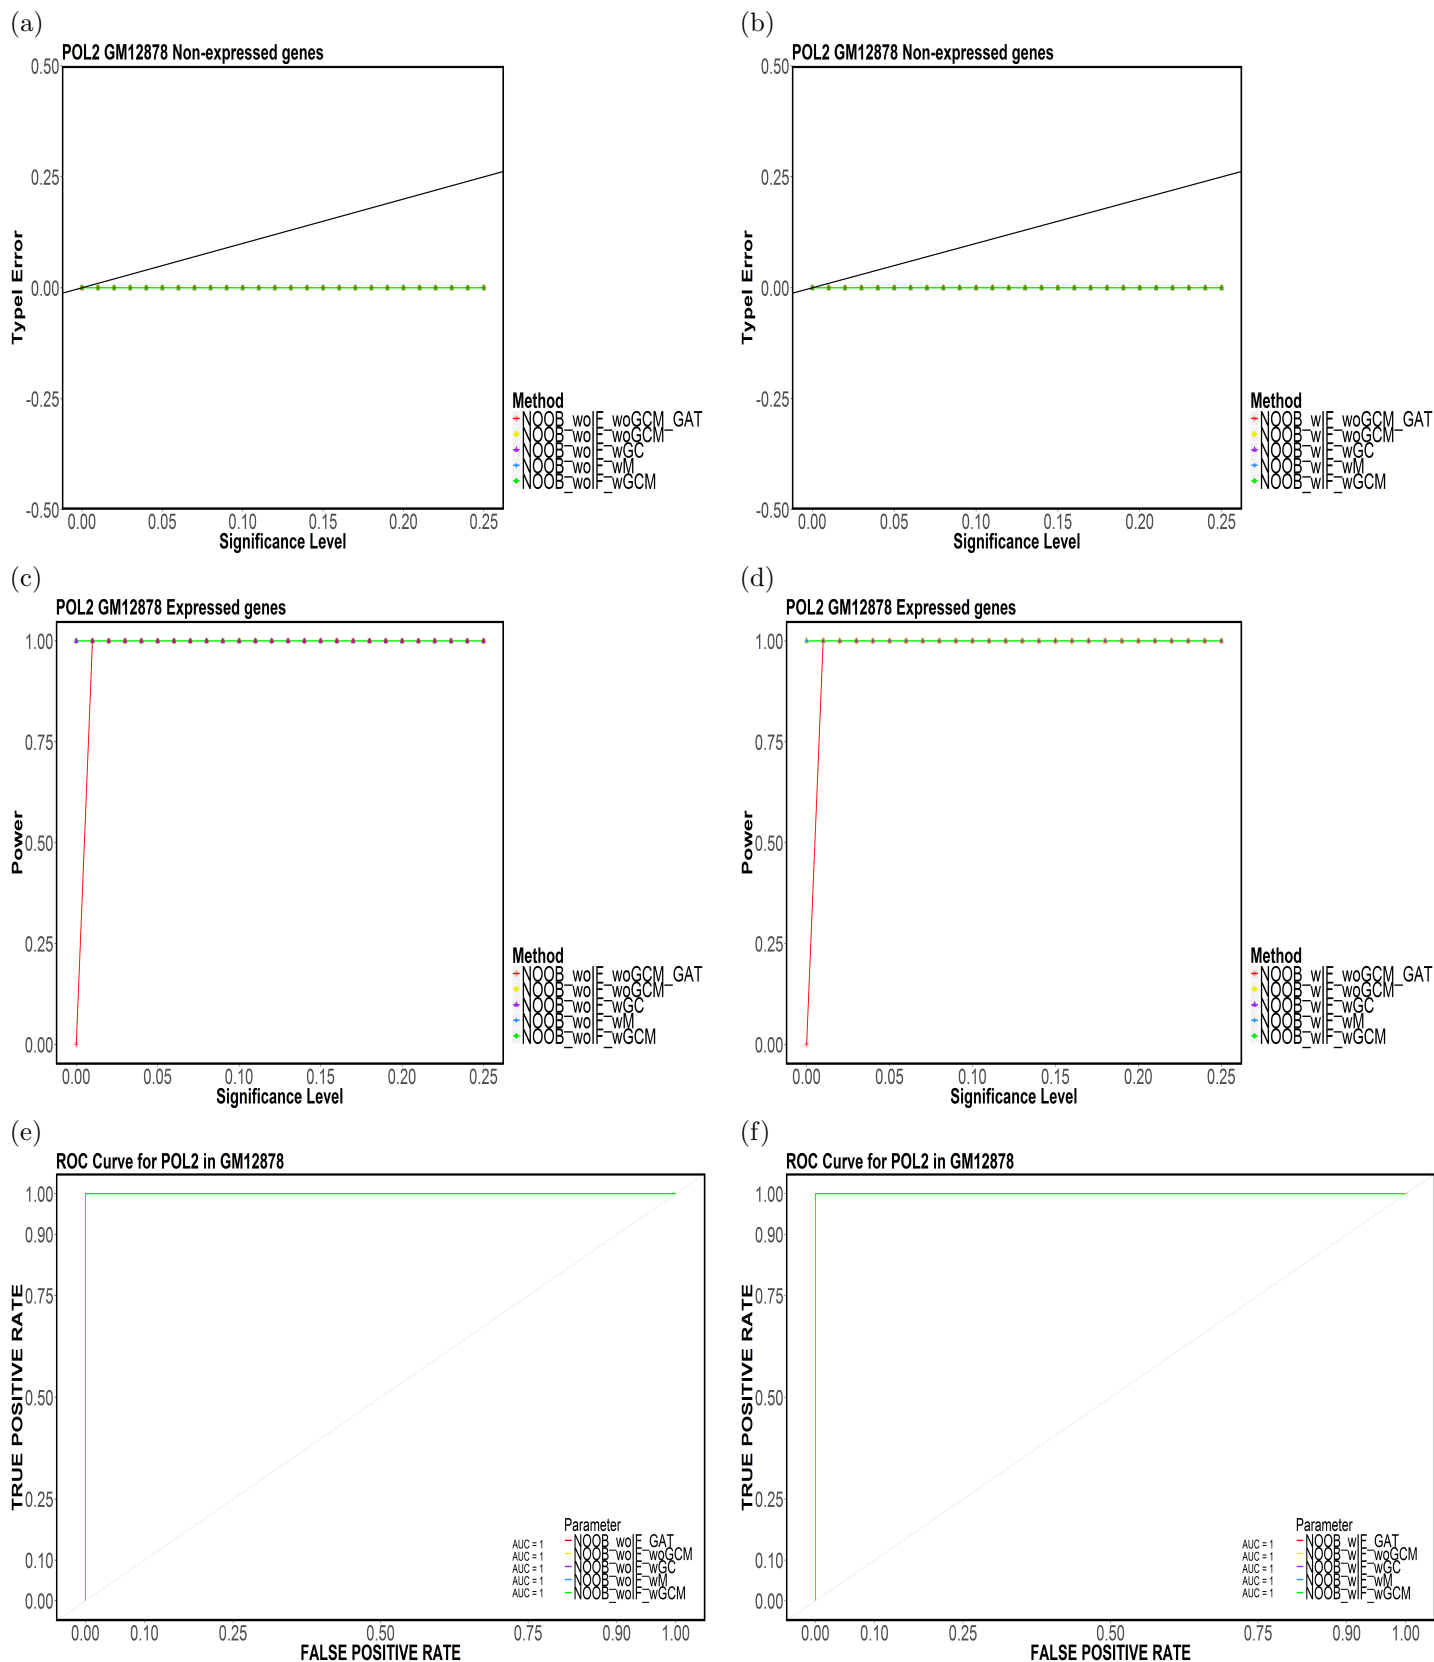 (a)
POL2 GM12878 Non-expressed genes
0.50
0.25
0.00
-0.25
-0.50
TypeI Error
0.00 0.05 0.10 0.15 0.20 0.25
Significance Level
Method
NOOB_woIF_woGCM_GAT
NOOB_woIF_woGCM
NOOB_woIF_wGC
NOOB_woIF_wM
NOOB_woIF_wGCM
(b)
POL2 GM12878 Non-expressed genes
0.50
0.25
0.00
-0.25
-0.50
TypeI Error
0.00 0.05 0.10 0.15 0.20 0.25
Significance Level
Method
NOOB_wIF_woGCM_GAT
NOOB_wIF_woGCM
NOOB_wIF_wGC
NOOB_wIF_wM
NOOB_wIF_wGCM
(c)
POL2 GM12878 Expressed genes
1.00
0.75
0.50
0.25
0.00
Power
0.00 0.05 0.10 0.15 0.20 0.25
Significance Level
Method
NOOB_woIF_woGCM_GAT
NOOB_woIF_woGCM
NOOB_woIF_wGC
NOOB_woIF_wM
NOOB_woIF_wGCM
(d)
POL2 GM12878 Expressed genes
1.00
0.75
0.50
0.25
0.00
Power
0.00 0.05 0.10 0.15 0.20 0.25
Significance Level
Method
NOOB_wIF_woGCM_GAT
NOOB_wIF_woGCM
NOOB_wIF_wGC
NOOB_wIF_wM
NOOB_wIF_wGCM
(e)
ROC Curve for POL2 in GM12878
1.00
0.90
0.75
0.50
0.25
0.10
0.00
TRUE POSITIVE RATE
0.00 0.10 0.25 0.50 0.75 0.90 1.00
FALSE POSITIVE RATE
Parameter
AUC = 1 NOOB_woIF_GAT
AUC = 1 NOOB_woIF_woGCM
AUC = 1 NOOB_woIF_wGC
AUC = 1 NOOB_woIF_wM
AUC = 1 NOOB_woIF_wGCM
(f)
ROC Curve for POL2 in GM12878
1.00
0.90
0.75
0.50
0.25
0.10
0.00
TRUE POSITIVE RATE
0.00 0.10 0.25 0.50 0.75 0.90 1.00
FALSE POSITIVE RATE
Parameter
AUC = 1 NOOB_wIF_GAT
AUC = 1 NOOB_wIF_woGCM
AUC = 1 NOOB_wIF_wGC
AUC = 1 NOOB_wIF_wM
AUC = 1 NOOB_wIF_wGCM